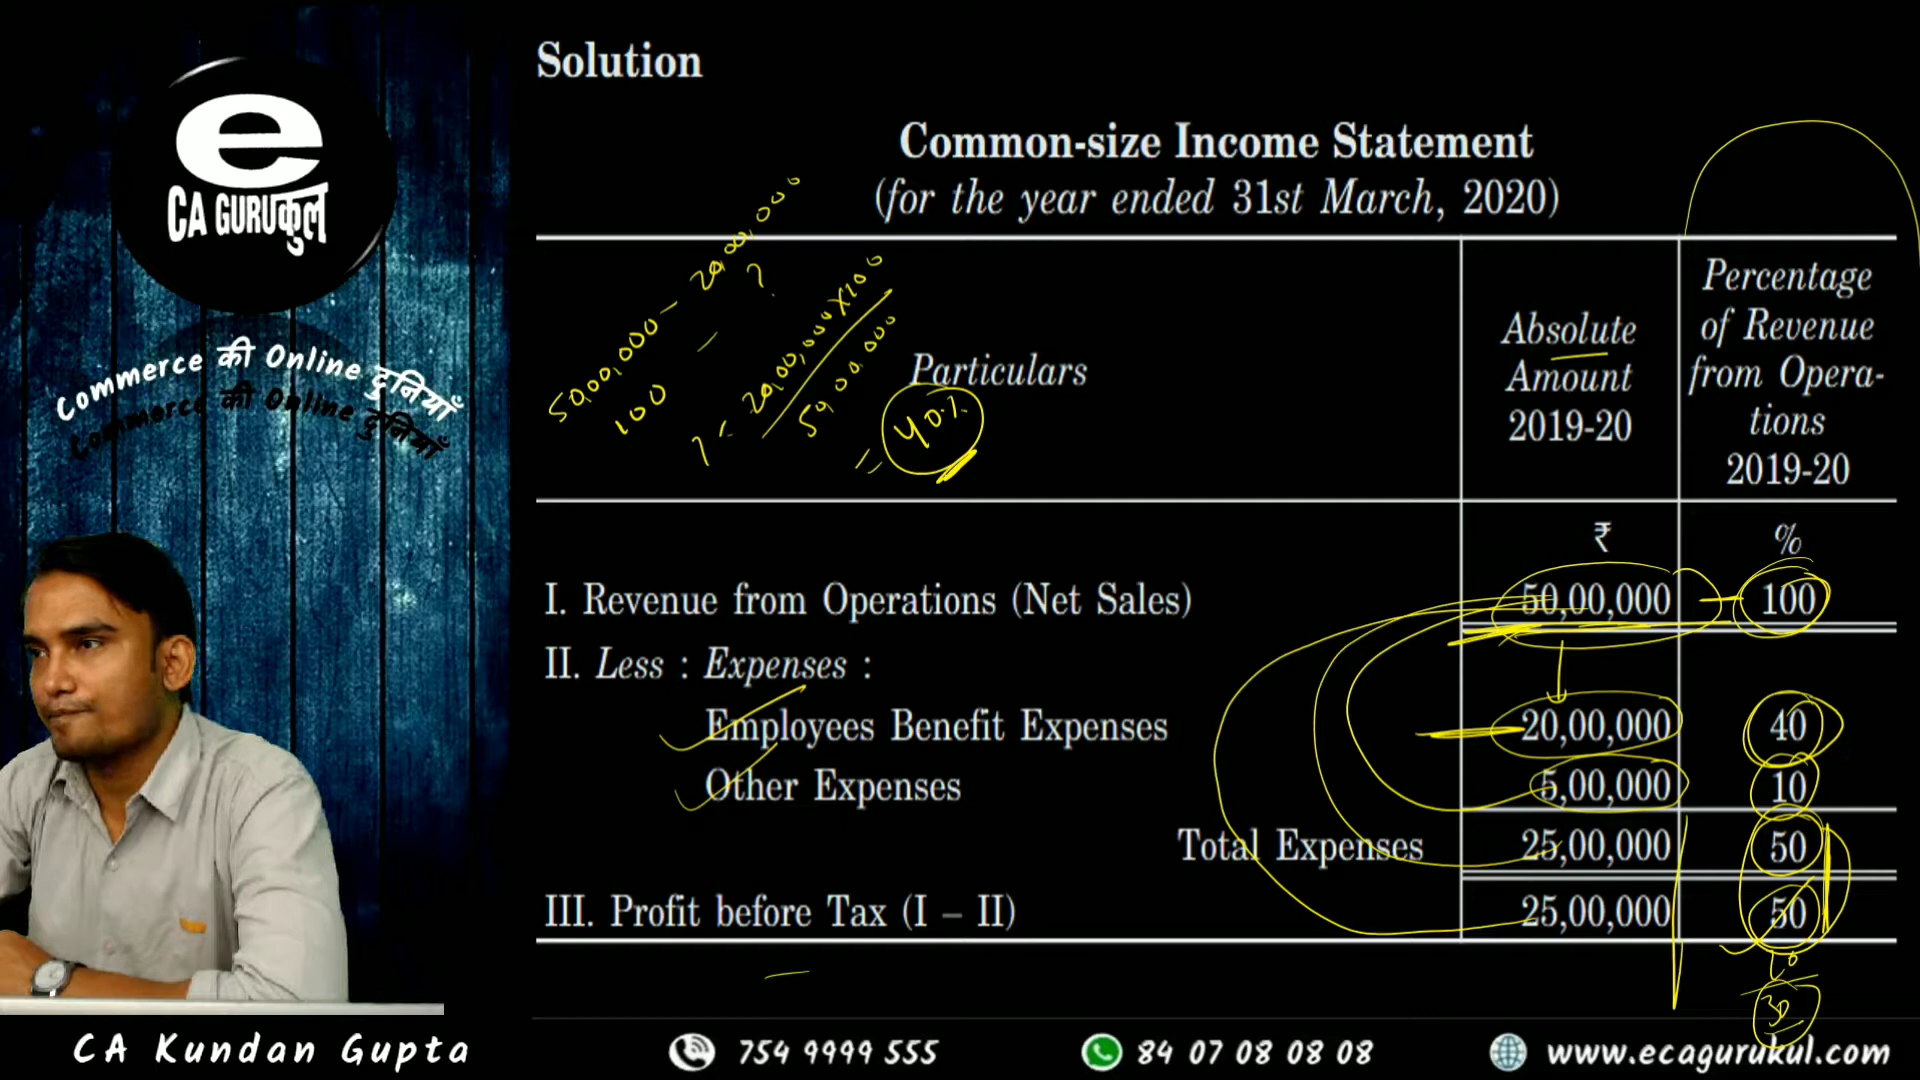 e
CA GURUकुल
Commerce की Online दुनियाँ
Commerce की Online दुनियाँ
Solution
Common-size Income Statement
(for the year ended 31st March, 2020)
Particulars
Absolute
Amount
2019-20
Percentage
of Revenue
from Opera-
tions
2019-20
50,00,000 – 20,00,000
100 – ?
? = 20,00,000 X 100
50,00,000
= 40%
₹ %
I. Revenue from Operations (Net Sales) 50,00,000 100
II. Less : Expenses :
Employees Benefit Expenses 20,00,000 40
Other Expenses 5,00,000 10
Total Expenses 25,00,000 50
III. Profit before Tax (I – II) 25,00,000 50
30
CA Kundan Gupta
754 9999 555
84 07 08 08 08
www.ecagurukul.com